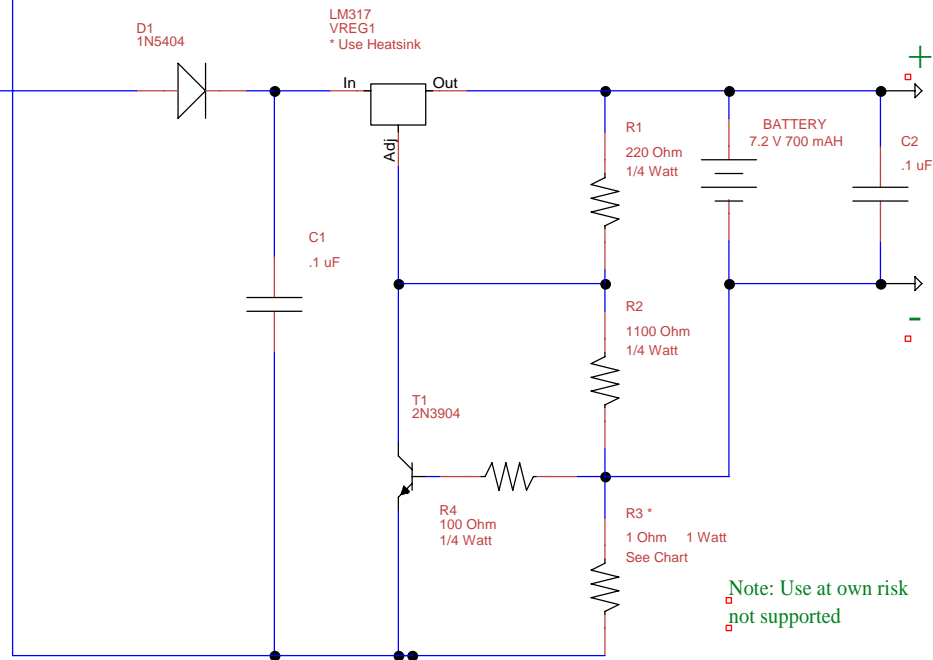 D1
1N5404
LM317
VREG1
* Use Heatsink
In
Out
Adj
+
R1
220 Ohm
1/4 Watt
BATTERY
7.2 V 700 mAH
C2
.1 uF
C1
.1 uF
R2
1100 Ohm
1/4 Watt
-
T1
2N3904
R4
100 Ohm
1/4 Watt
R3 *
1 Ohm 1 Watt
See Chart
Note: Use at own risk
not supported